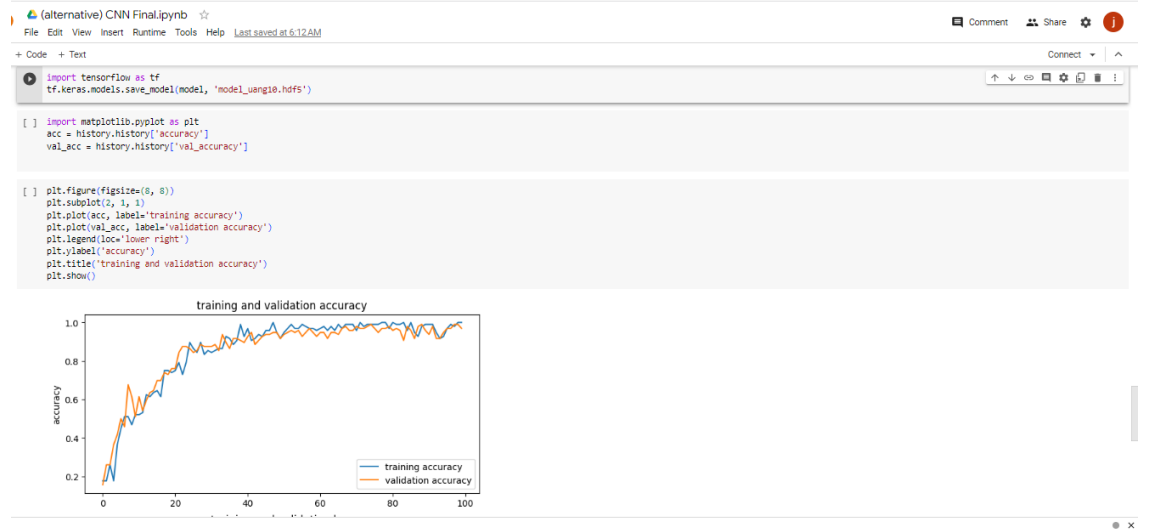 (alternative) CNN Final.ipynb
File Edit View Insert Runtime Tools Help Last saved at 6:12 AM
Comment Share j
+ Code + Text
Connect
import tensorflow as tf
tf.keras.models.save_model(model, 'model_uang10.hdf5')
[ ] import matplotlib.pyplot as plt
acc = history.history['accuracy']
val_acc = history.history['val_accuracy']
[ ] plt.figure(figsize=(8, 8))
plt.subplot(2, 1, 1)
plt.plot(acc, label='training accuracy')
plt.plot(val_acc, label='validation accuracy')
plt.legend(loc='lower right')
plt.ylabel('accuracy')
plt.title('training and validation accuracy')
plt.show()
training and validation accuracy
1.0
0.8
0.6
0.4
0.2
accuracy
training accuracy
validation accuracy
0 20 40 60 80 100